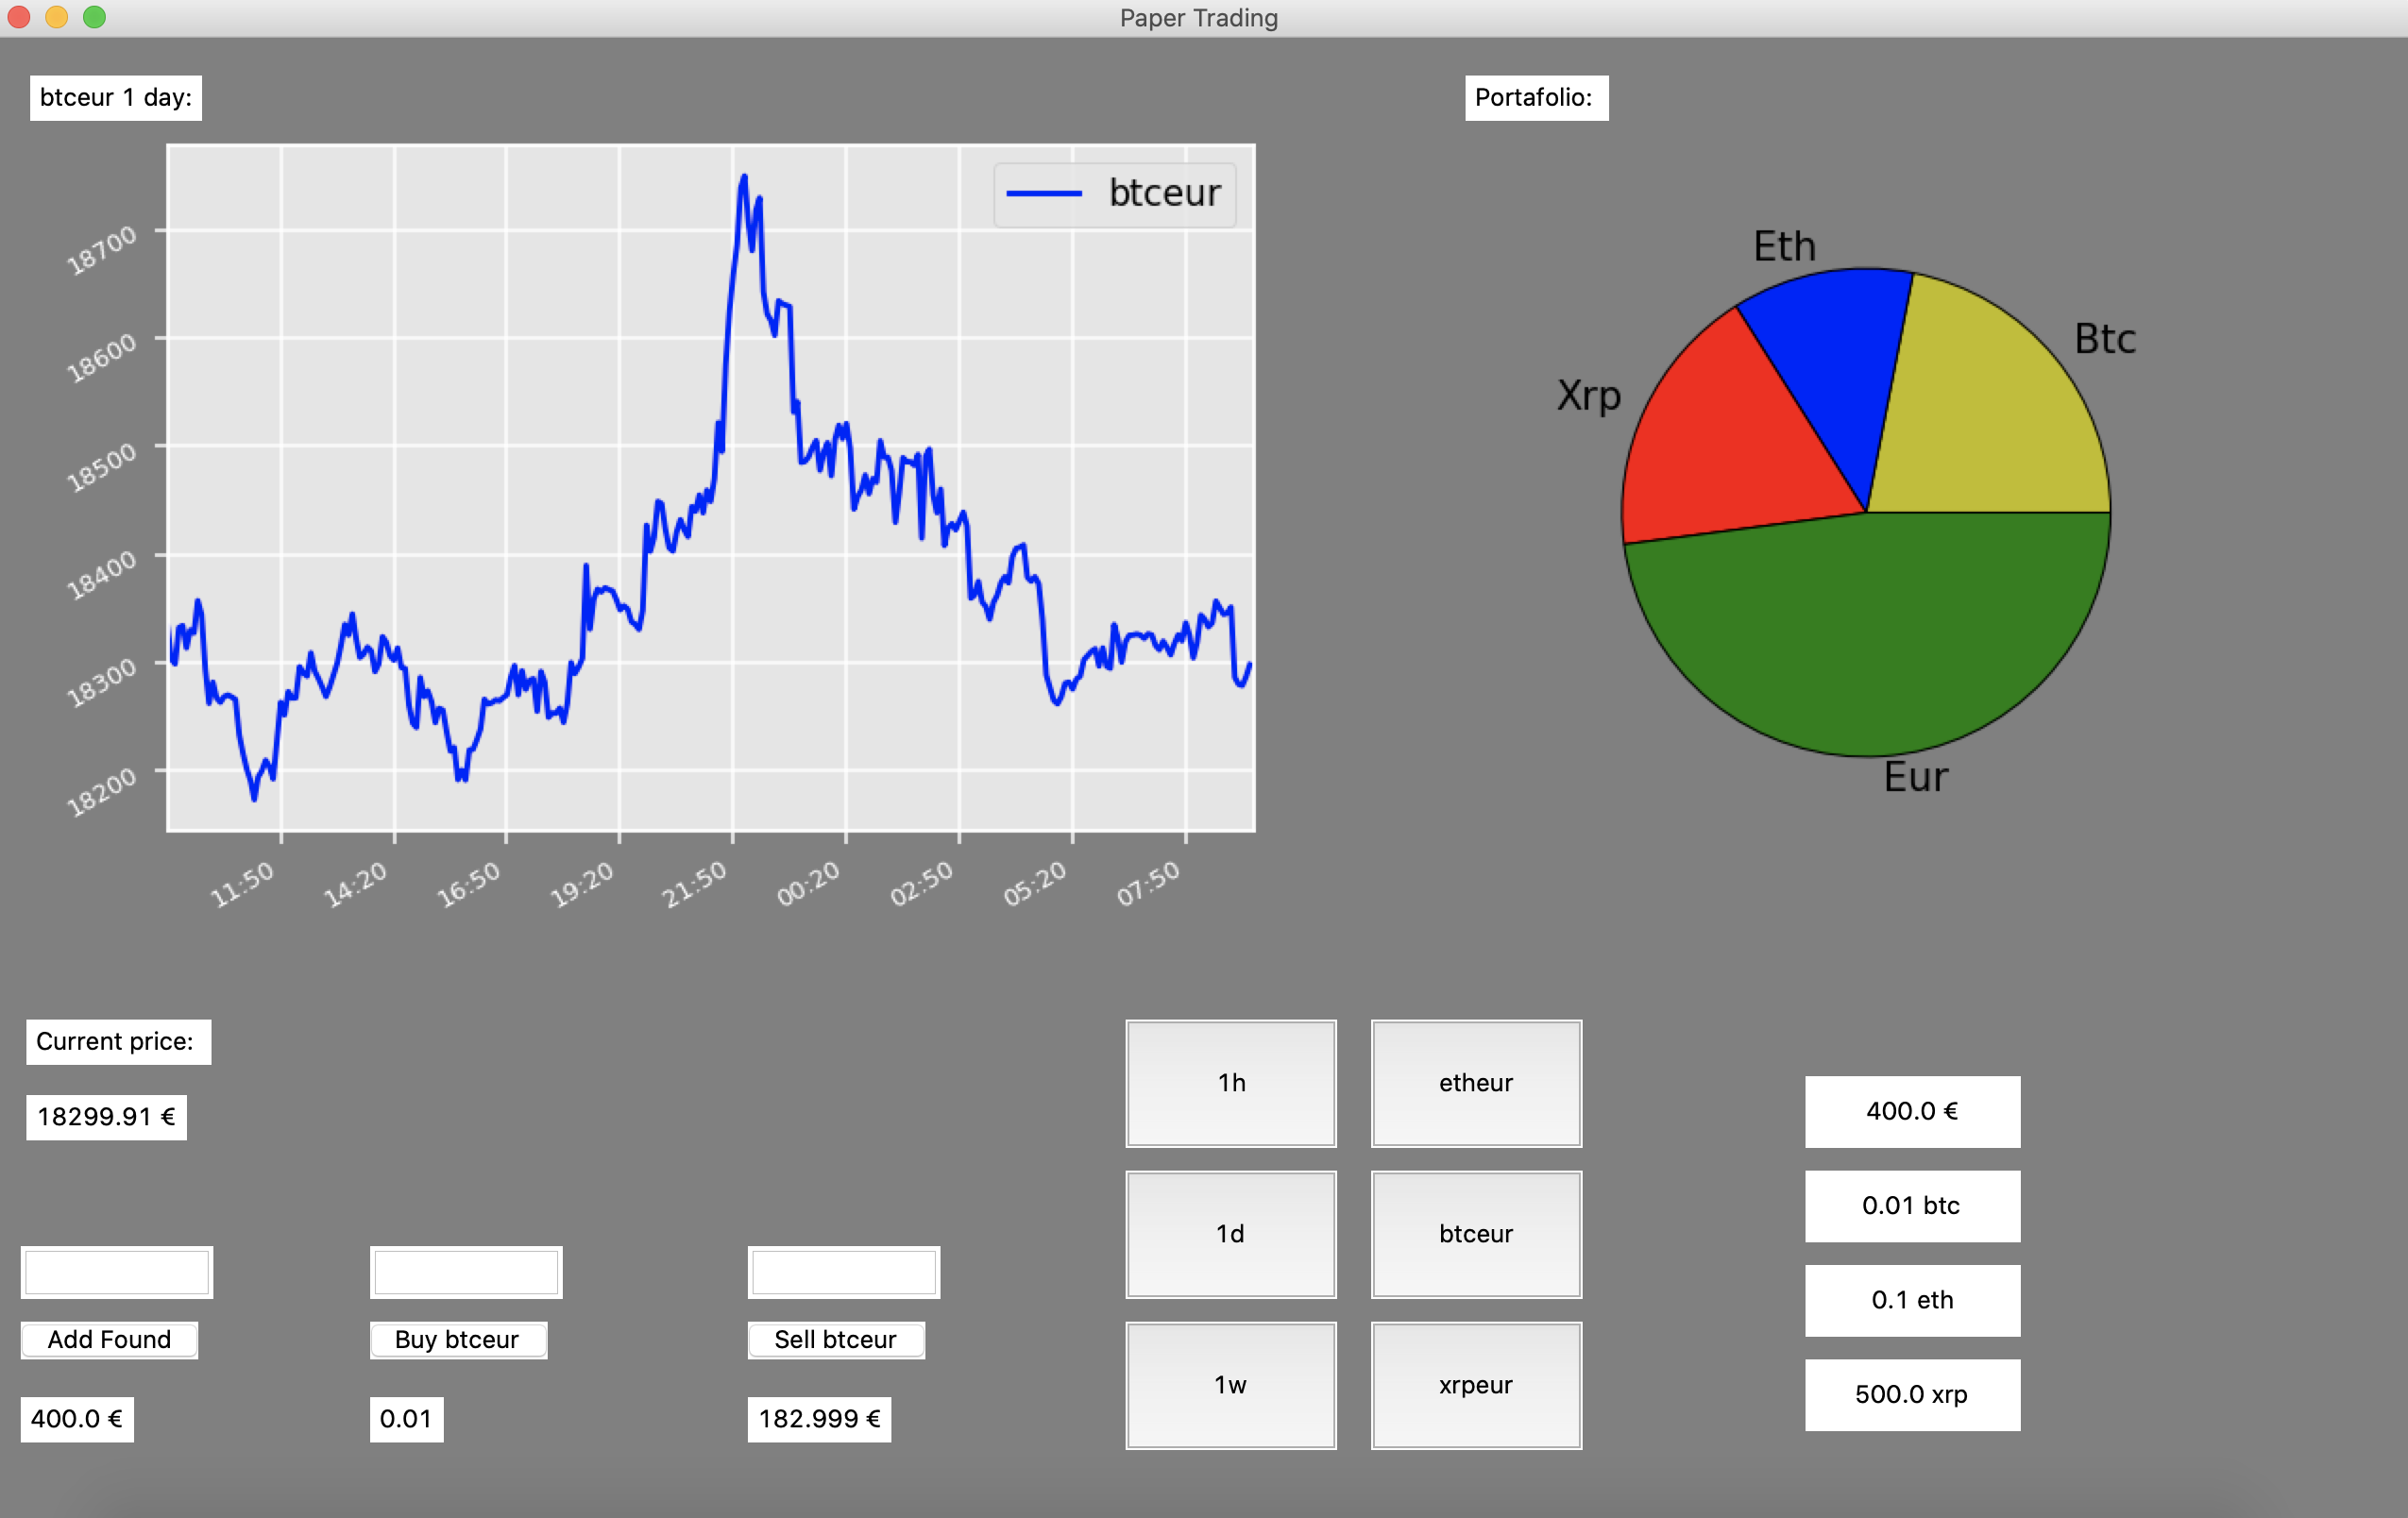 Paper Trading
btceur 1 day:
Portafolio:
btceur
18700
18600
18500
18400
18300
18200
11:50
14:20
16:50
19:20
21:50
00:20
02:50
05:20
07:50
Eth
Btc
Xrp
Eur
Current price:
18299.91 €
1h
etheur
400.0 €
1d
btceur
0.01 btc
0.1 eth
Add Found
Buy btceur
Sell btceur
1w
xrpeur
500.0 xrp
400.0 €
0.01
182.999 €